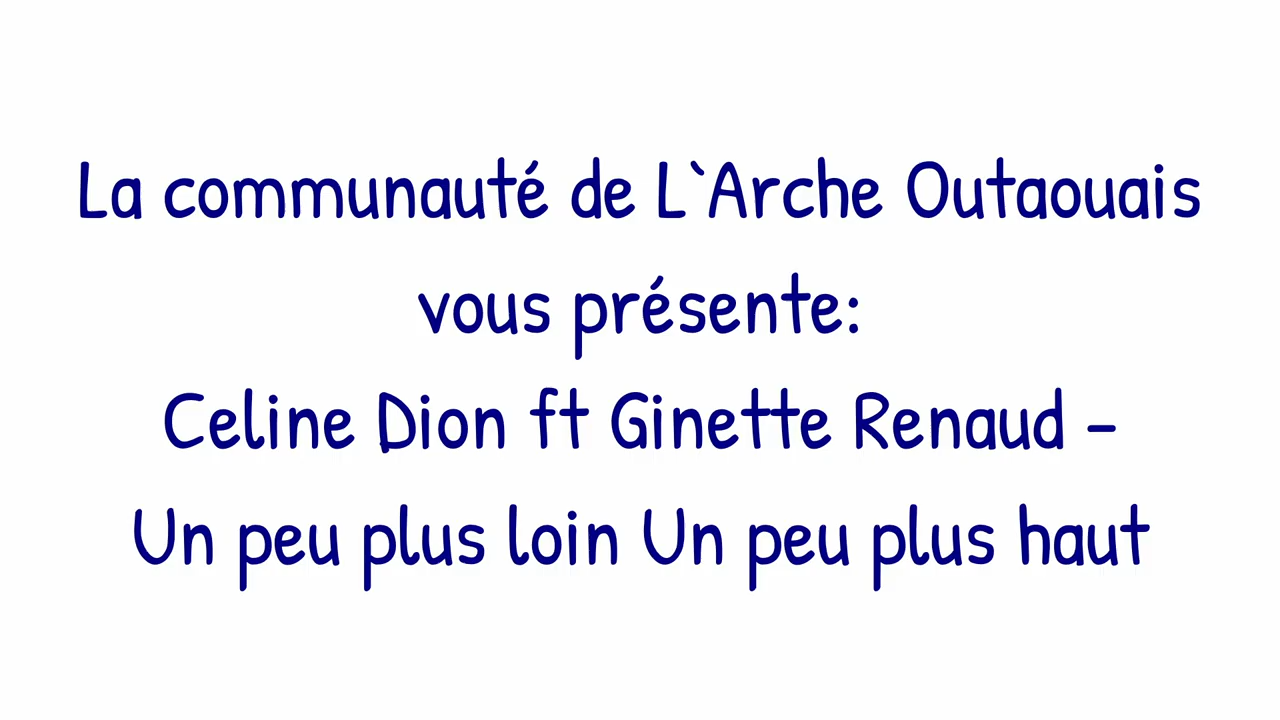 La communauté de L`Arche Outaouais
vous présente:
Celine Dion ft Ginette Renaud -
Un peu plus loin Un peu plus haut